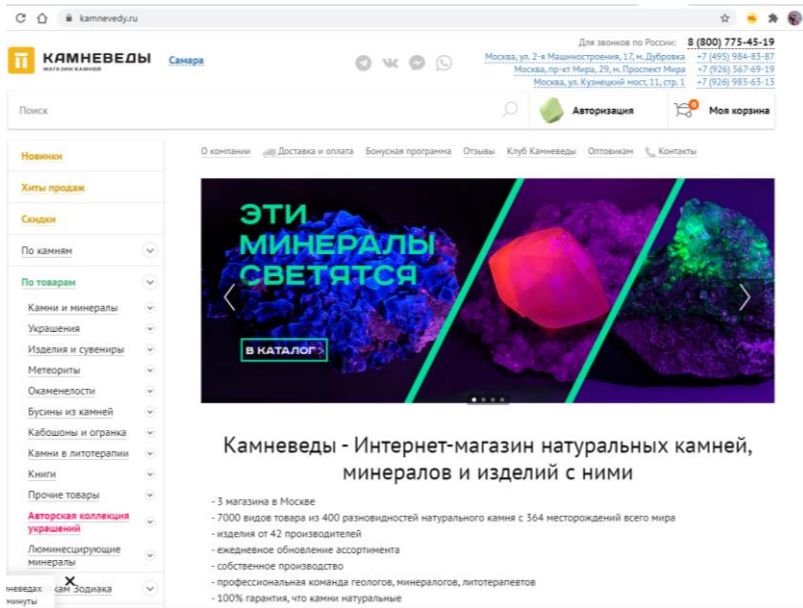 kamnevedy.ru
Для звонков по России: 8 (800) 775-45-19
КАМНЕВЕДЫ
МАГАЗИН КАМНЕЙ
Самара
Москва, ул. 2-я Машиностроения, 17, м. Дубровка +7 (495) 984-83-87
Москва, пр-кт Мира, 29, м. Проспект Мира +7 (926) 567-69-19
Москва, ул. Кузнецкий мост, 11, стр. 1 +7 (926) 983-63-13
Поиск
Авторизация
0
Моя корзина
О компании Доставка и оплата Бонусная программа Отзывы Клуб Камневеды Оптовикам Контакты
Новинки
Хиты продаж
Скидки
По камням
По товарам
Камни и минералы
Украшения
Изделия и сувениры
Метеориты
Окаменелости
Бусины из камней
Кабошоны и огранка
Камни в литотерапии
Книги
Прочие товары
Авторская коллекция
украшений
Люминесцирующие
минералы
кам Зодиака
неведах
минуты
ЭТИ
МИНЕРАЛЫ
СВЕТЯТСЯ
В КАТАЛОГ
Камневеды - Интернет-магазин натуральных камней,
минералов и изделий с ними
- 3 магазина в Москве
- 7000 видов товара из 400 разновидностей натурального камня с 364 месторождений всего мира
- изделия от 42 производителей
- ежедневное обновление ассортимента
- собственное производство
- профессиональная команда геологов, минералогов, литотерапевтов
- 100% гарантия, что камни натуральные